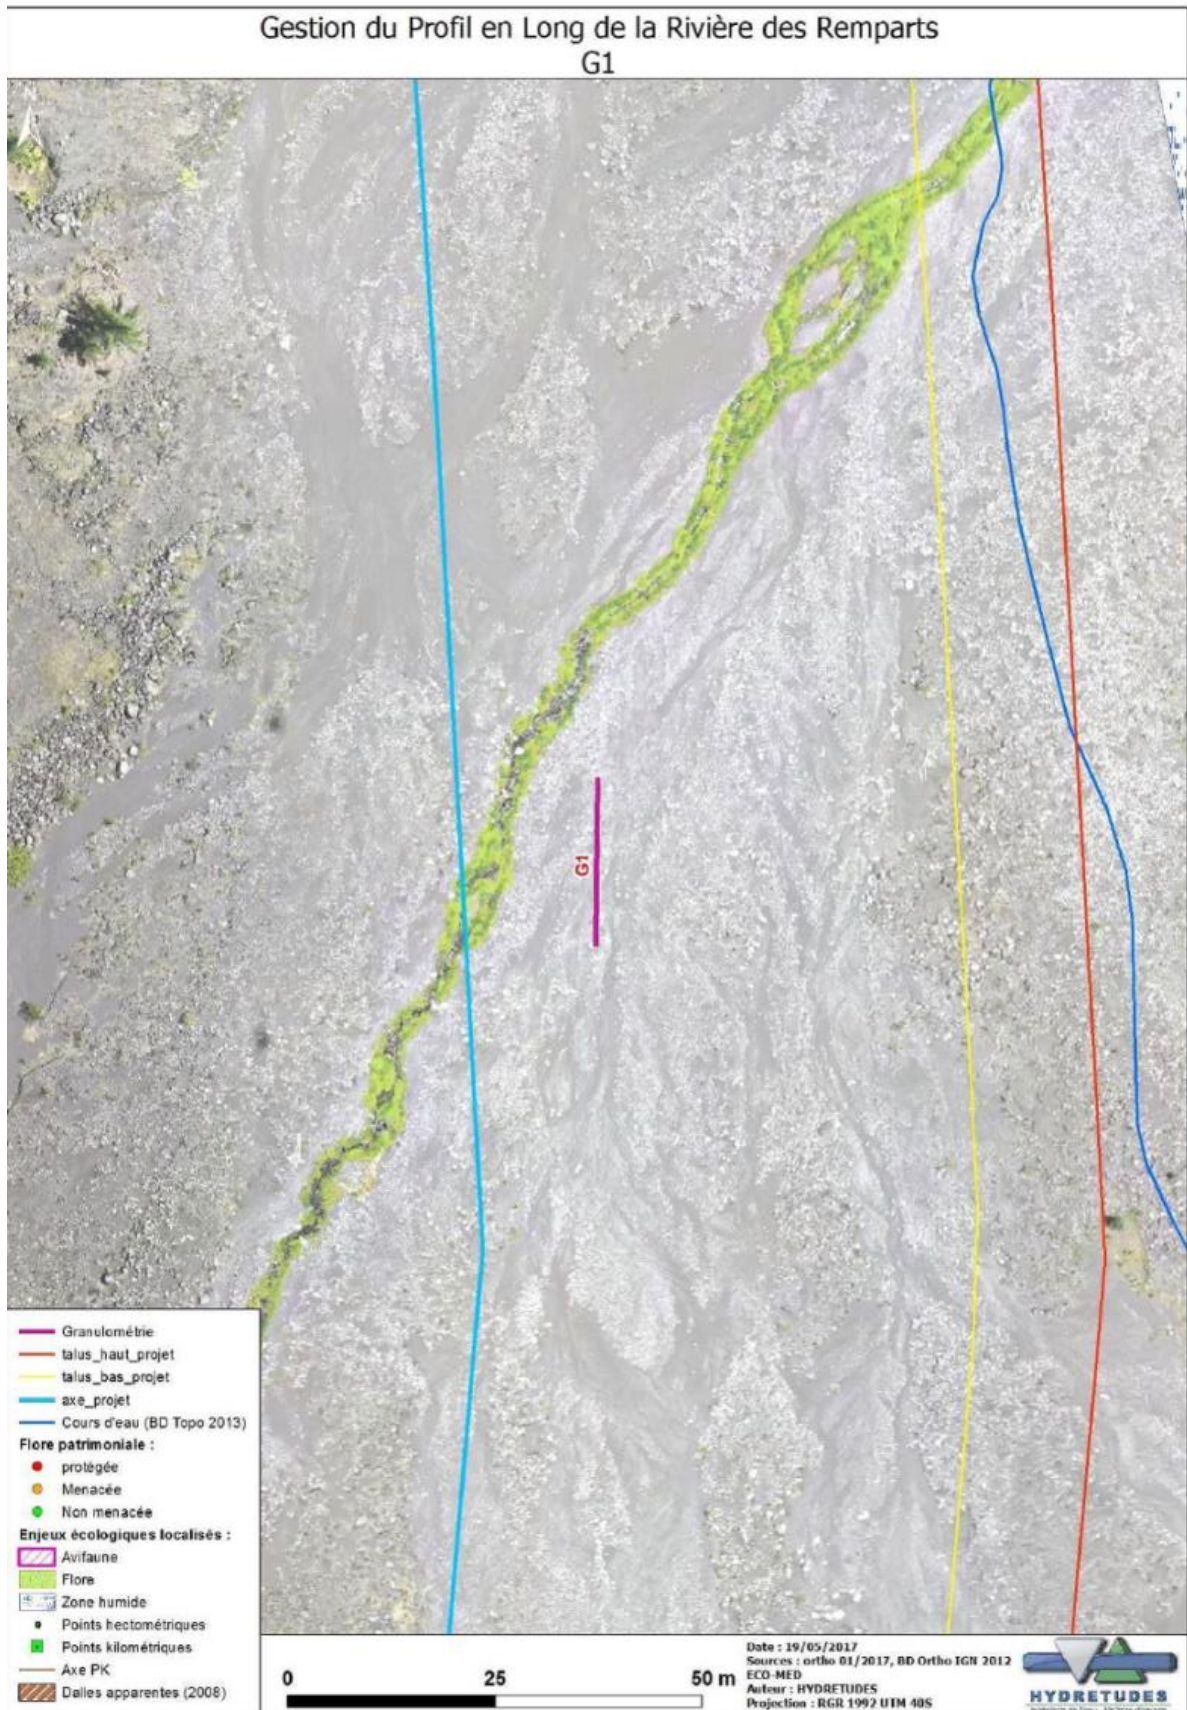 Gestion du Profil en Long de la Rivière des Remparts
G1
N
G1
Granulométrie
talus_haut_projet
talus_bas_projet
axe_projet
Cours d'eau (BD Topo 2013)
Flore patrimoniale :
protégée
Menacée
Non menacée
Enjeux écologiques localisés :
Avifaune
Flore
Zone humide
Points hectométriques
Points kilométriques
Axe PK
Dalles apparentes (2008)
0 25 50 m
Date : 19/05/2017
Sources : ortho 01/2017, BD Ortho IGN 2012
ECO-MED
Auteur : HYDRETUDES
Projection : RGR 1992 UTM 40S
HYDRETUDES